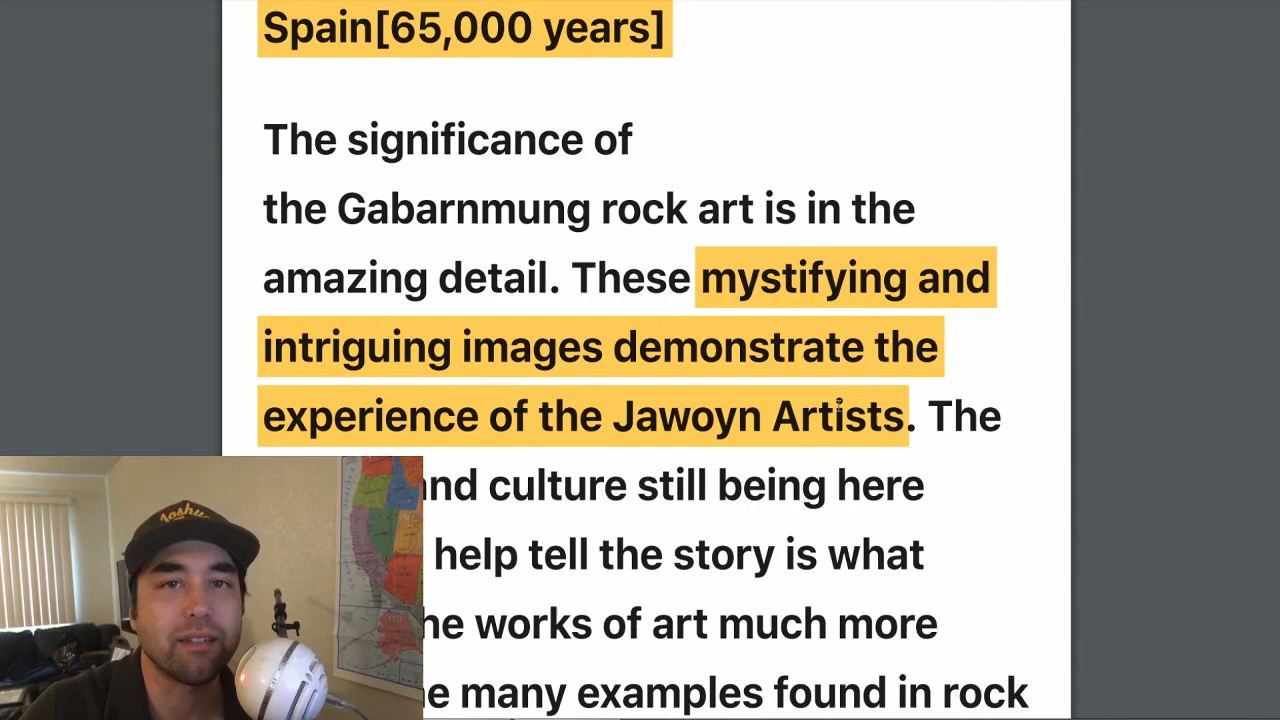 Spain[65,000 years]
The significance of
the Gabarnmung rock art is in the
amazing detail. These mystifying and
intriguing images demonstrate the
experience of the Jawoyn Artists. The
and culture still being here
help tell the story is what
works of art much more
many examples found in rock
Joshu